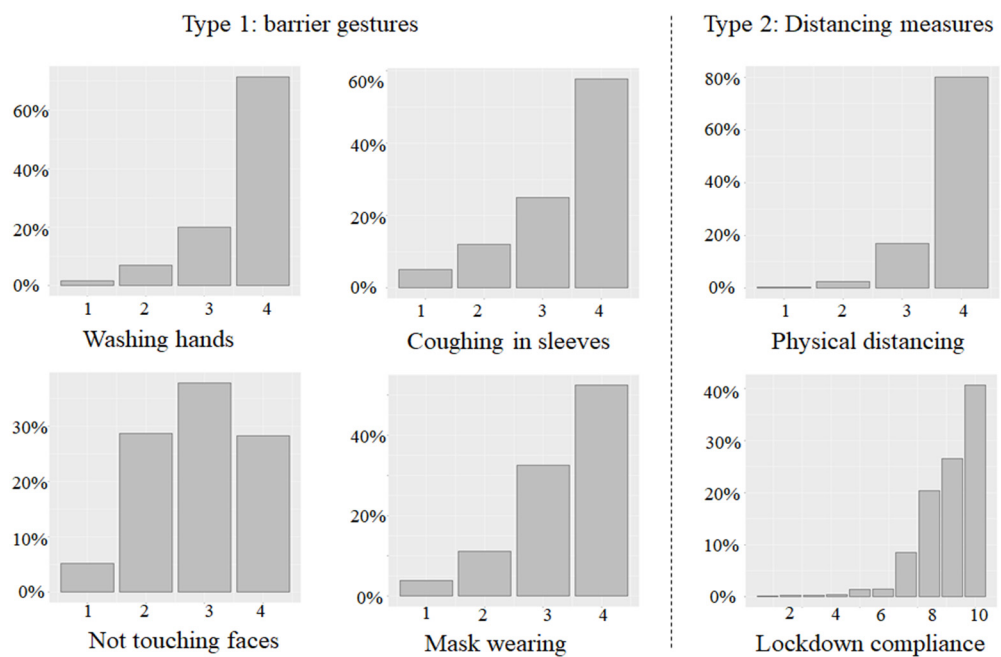 Type 1: barrier gestures
Type 2: Distancing measures
60%
40%
20%
0%
1 2 3 4
Washing hands
60%
40%
20%
0%
1 2 3 4
Coughing in sleeves
80%
60%
40%
20%
0%
1 2 3 4
Physical distancing
30%
20%
10%
0%
1 2 3 4
Not touching faces
40%
20%
0%
1 2 3 4
Mask wearing
40%
30%
20%
10%
0%
2 4 6 8 10
Lockdown compliance